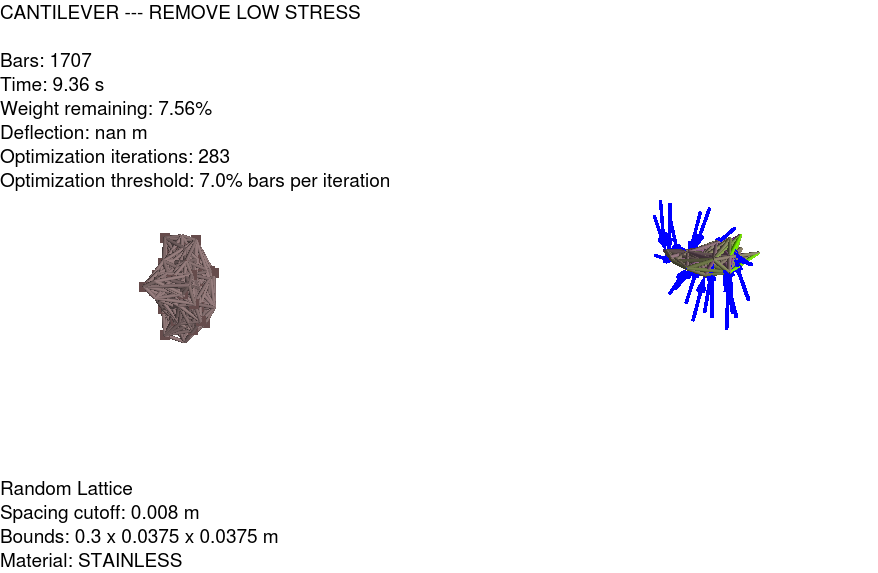 CANTILEVER --- REMOVE LOW STRESS
Bars: 1707
Time: 9.36 s
Weight remaining: 7.56%
Deflection: nan m
Optimization iterations: 283
Optimization threshold: 7.0% bars per iteration
Random Lattice
Spacing cutoff: 0.008 m
Bounds: 0.3 x 0.0375 x 0.0375 m
Material: STAINLESS